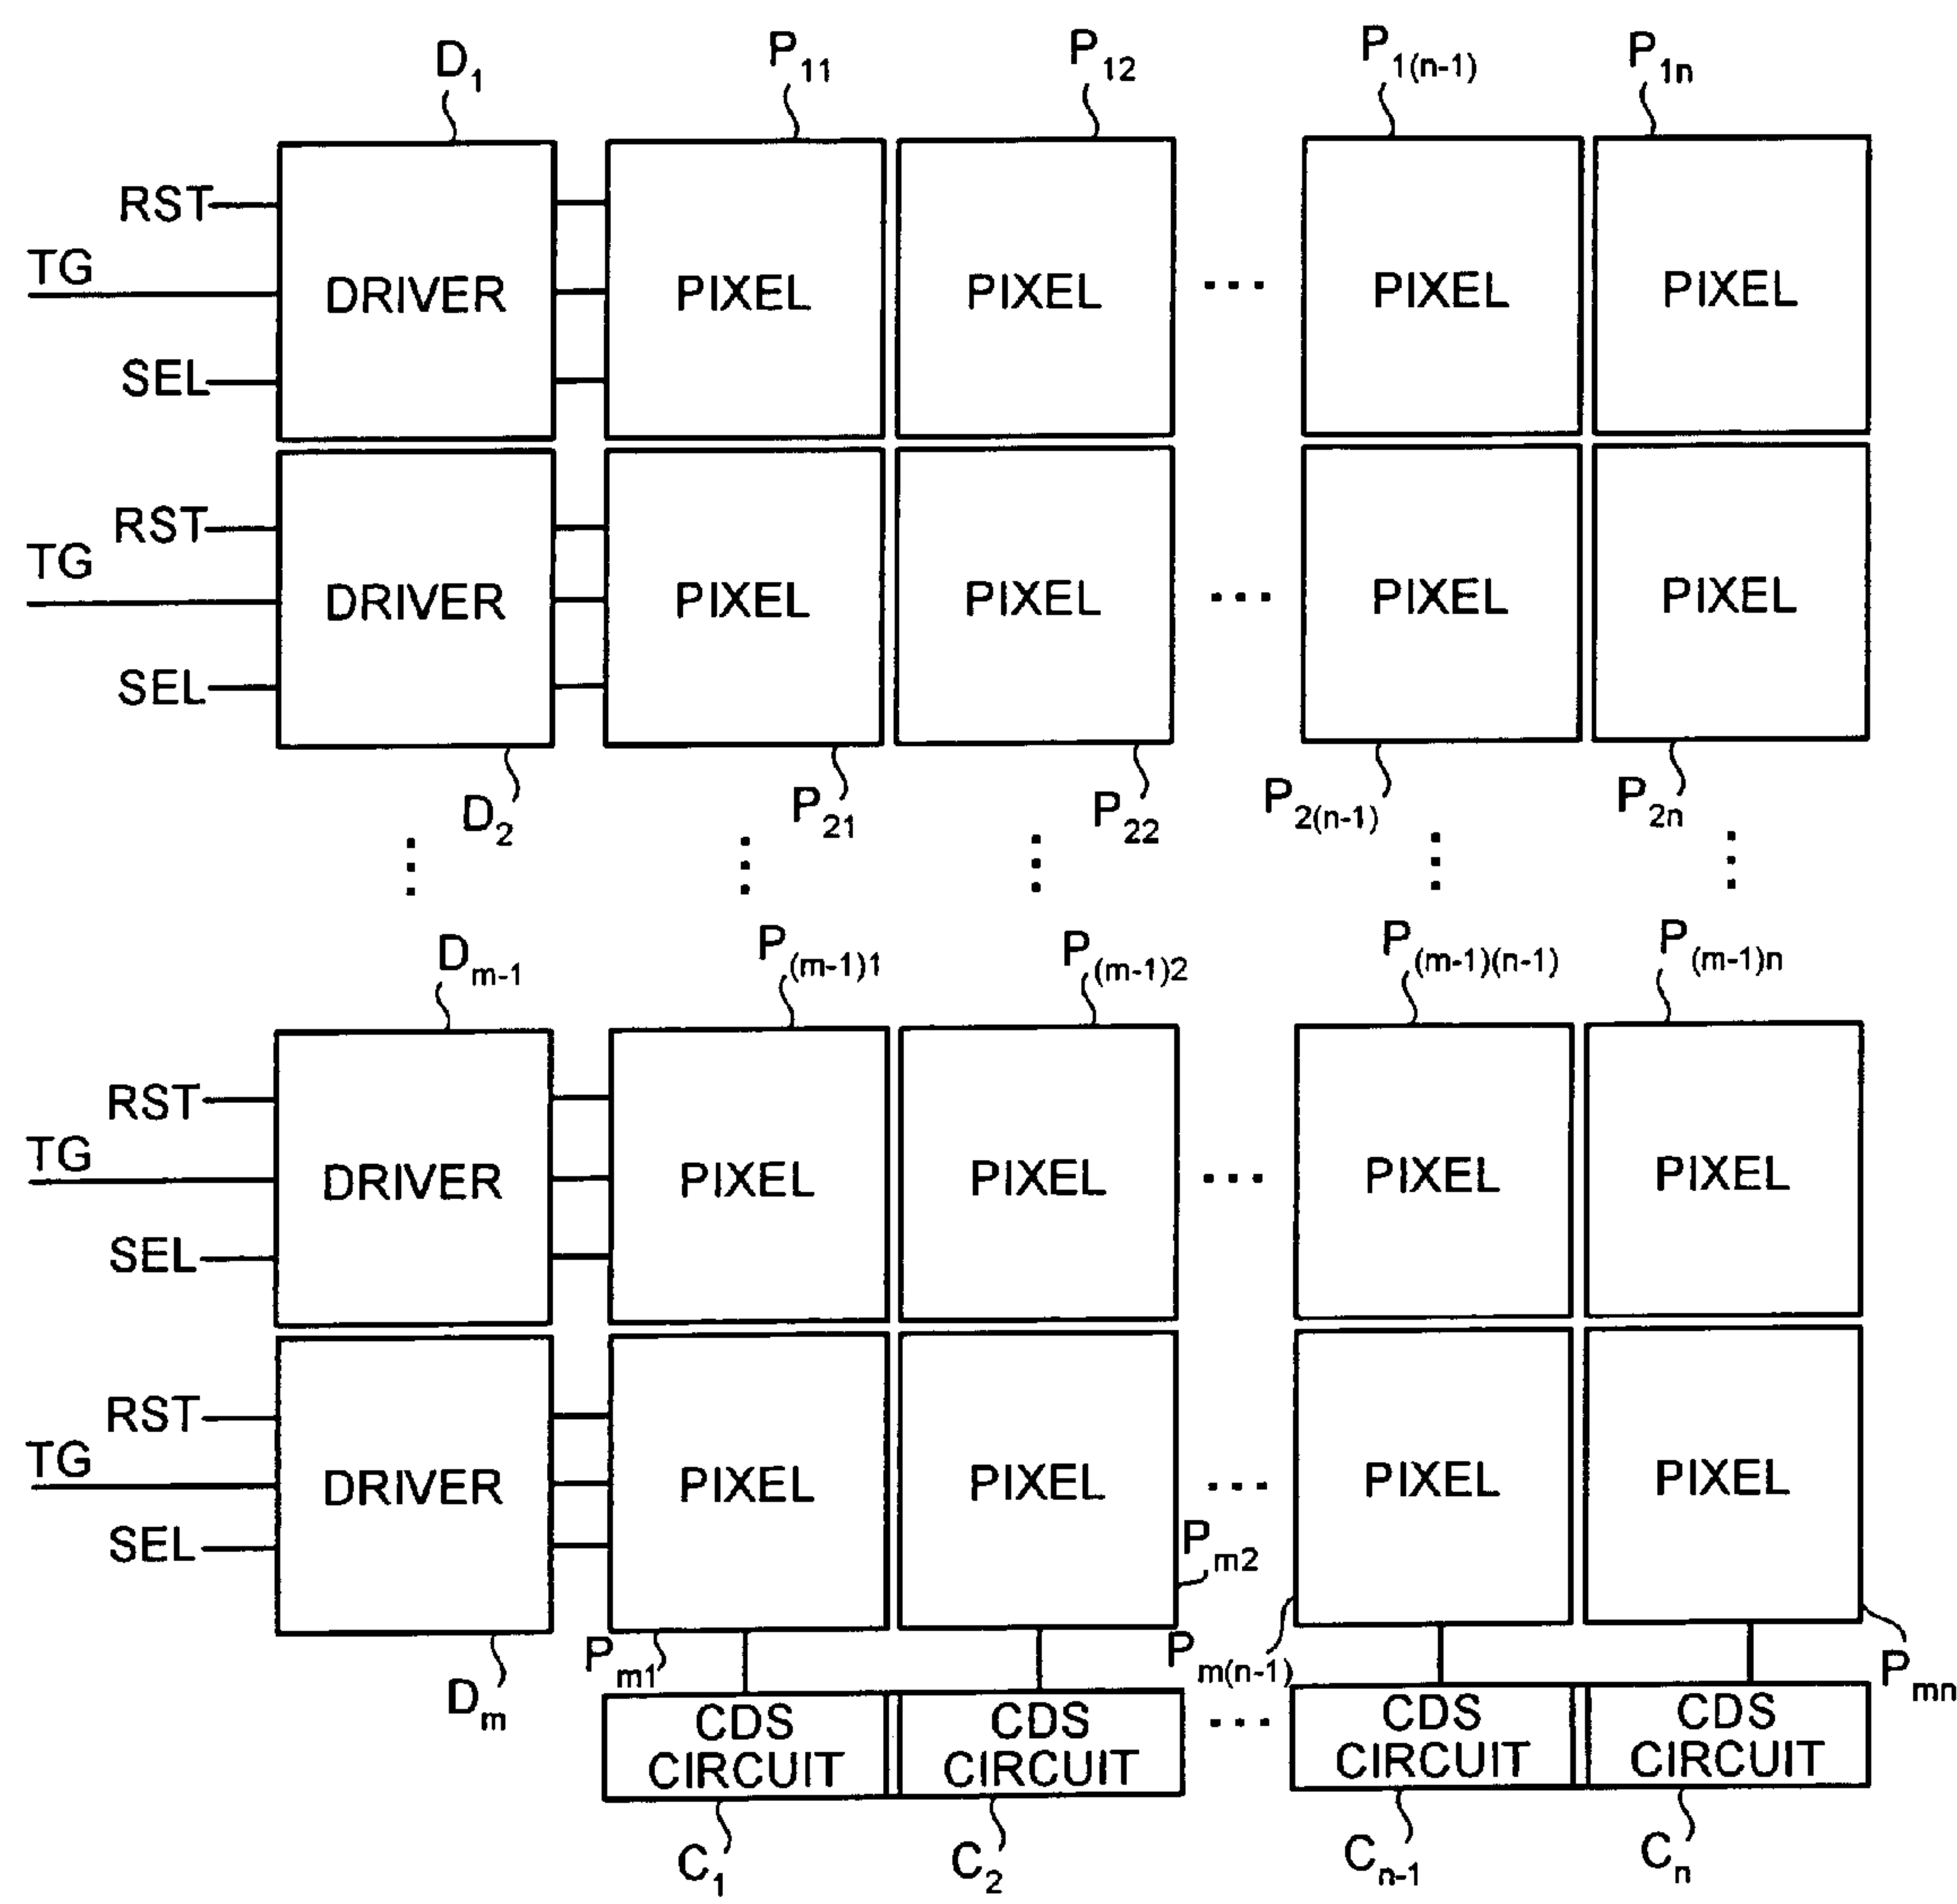 D1 P11 P12 P1(n-1) P1n
RST
TG
SEL
DRIVER PIXEL PIXEL ... PIXEL PIXEL
RST
TG
SEL
DRIVER PIXEL PIXEL ... PIXEL PIXEL
D2 P21 P22 P2(n-1) P2n
Dm-1 P(m-1)1 P(m-1)2 P(m-1)(n-1) P(m-1)n
RST
TG
SEL
DRIVER PIXEL PIXEL ... PIXEL PIXEL
RST
TG
SEL
DRIVER PIXEL PIXEL ... PIXEL PIXEL
Dm Pm1 Pm2 Pm(n-1) Pmn
CDS CIRCUIT CDS CIRCUIT ... CDS CIRCUIT CDS CIRCUIT
C1 C2 Cn-1 Cn